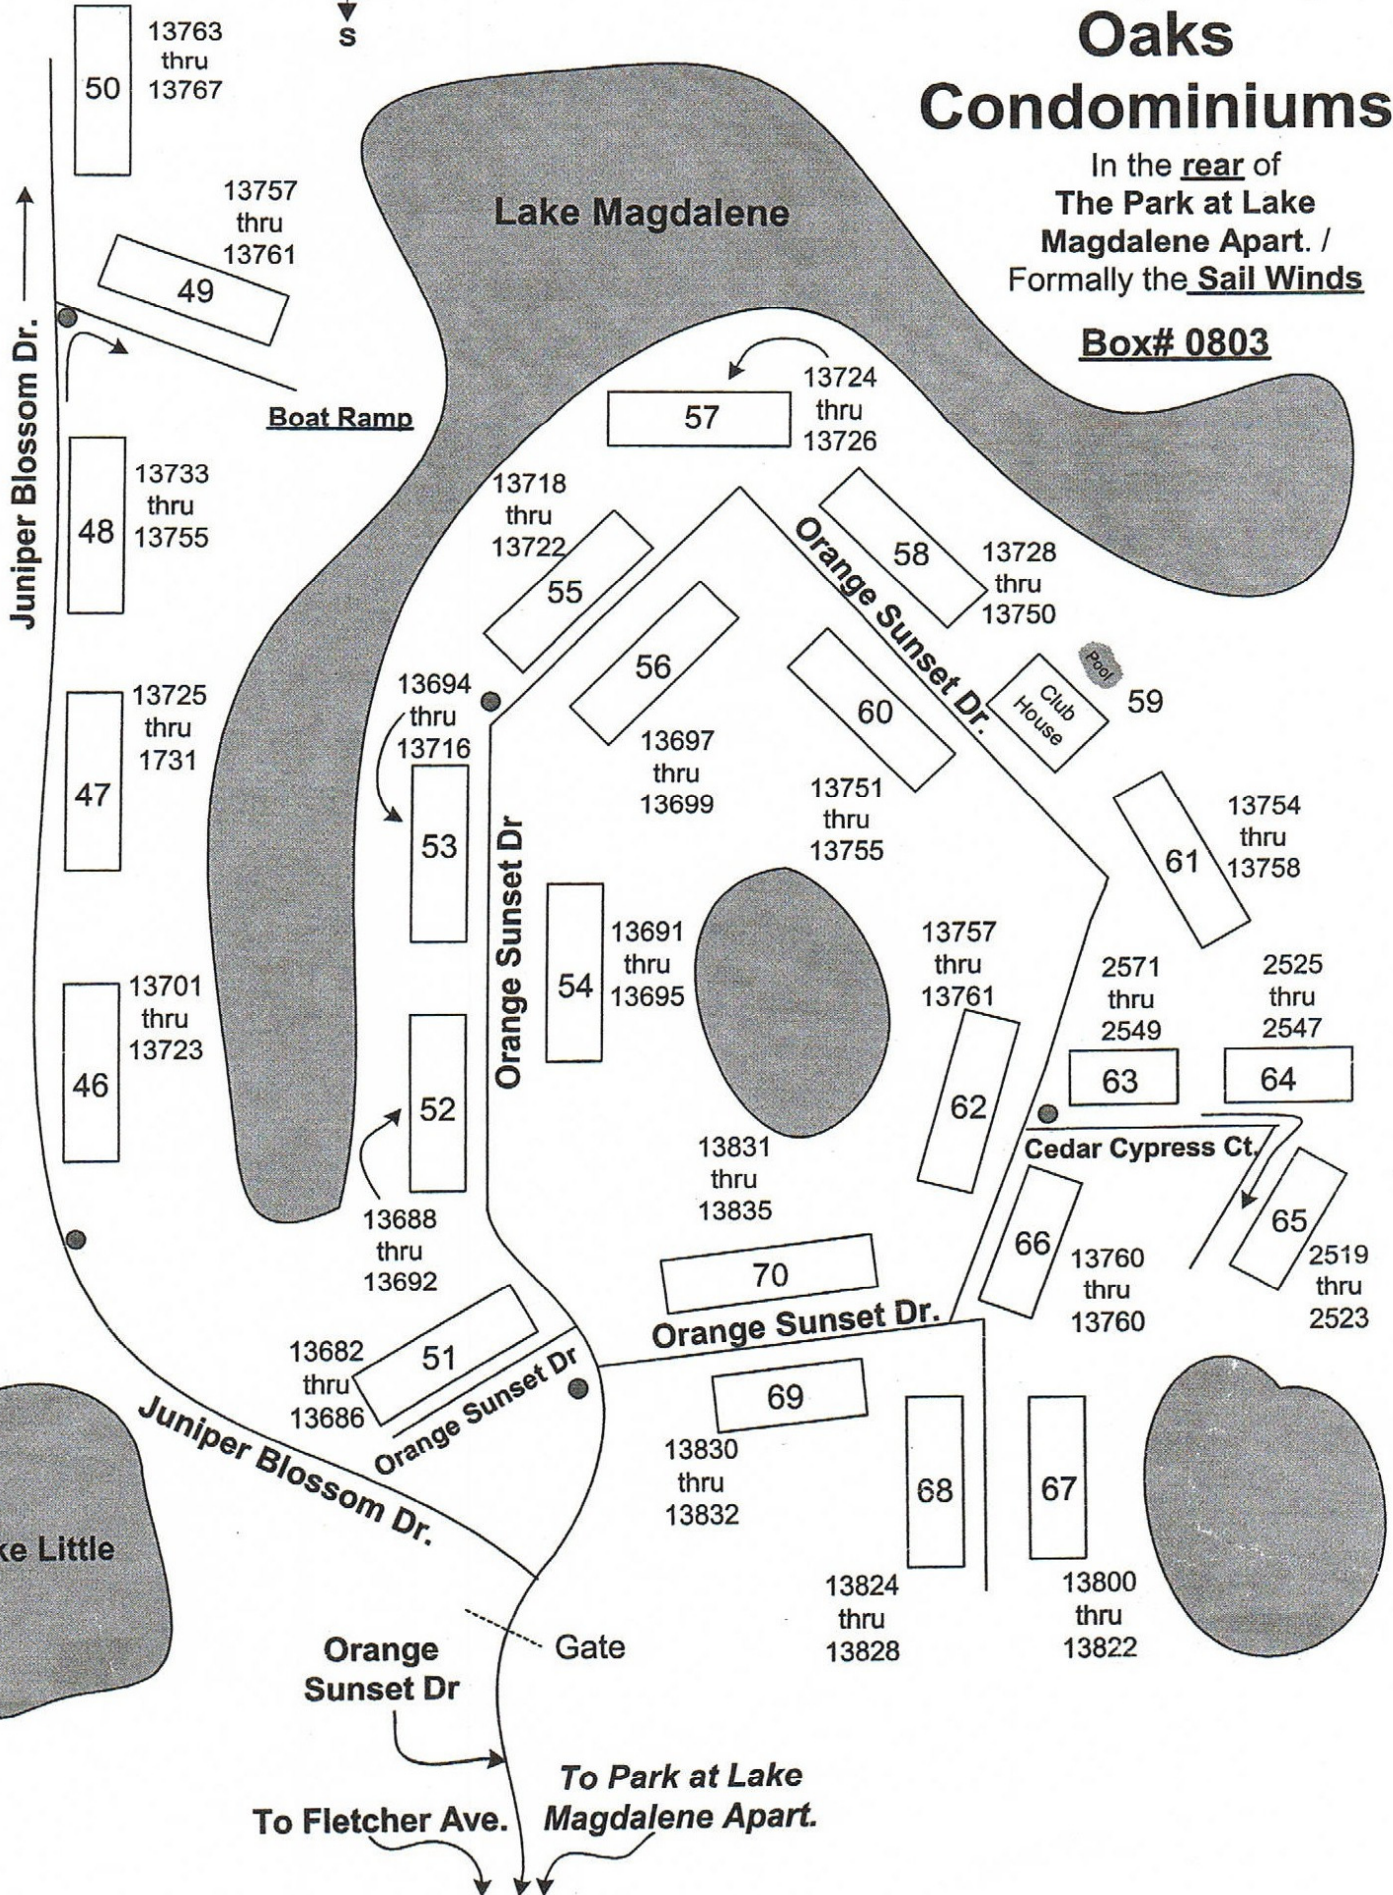 S
Oaks
Condominiums
In the rear of
The Park at Lake
Magdalene Apart. /
Formally the Sail Winds
Box# 0803
50
13763
thru
13767
13757
thru
13761
49
Lake Magdalene
Juniper Blossom Dr.
Boat Ramp
57
13724
thru
13726
48
13733
thru
13755
13718
thru
13722
55
58
Orange Sunset Dr.
13728
thru
13750
56
13697
thru
13699
60
13751
thru
13755
Pool
Club
House
59
13694
thru
13716
53
47
13725
thru
1731
61
13754
thru
13758
Orange Sunset Dr
54
13691
thru
13695
13757
thru
13761
62
2571
thru
2549
63
2525
thru
2547
64
46
13701
thru
13723
52
13688
thru
13692
Cedar Cypress Ct.
65
2519
thru
2523
66
13760
thru
13760
13831
thru
13835
70
Orange Sunset Dr.
51
13682
thru
13686
Orange Sunset Dr
69
13830
thru
13832
68
13824
thru
13828
67
13800
thru
13822
Juniper Blossom Dr.
ke Little
Gate
Orange
Sunset Dr
To Park at Lake
Magdalene Apart.
To Fletcher Ave.